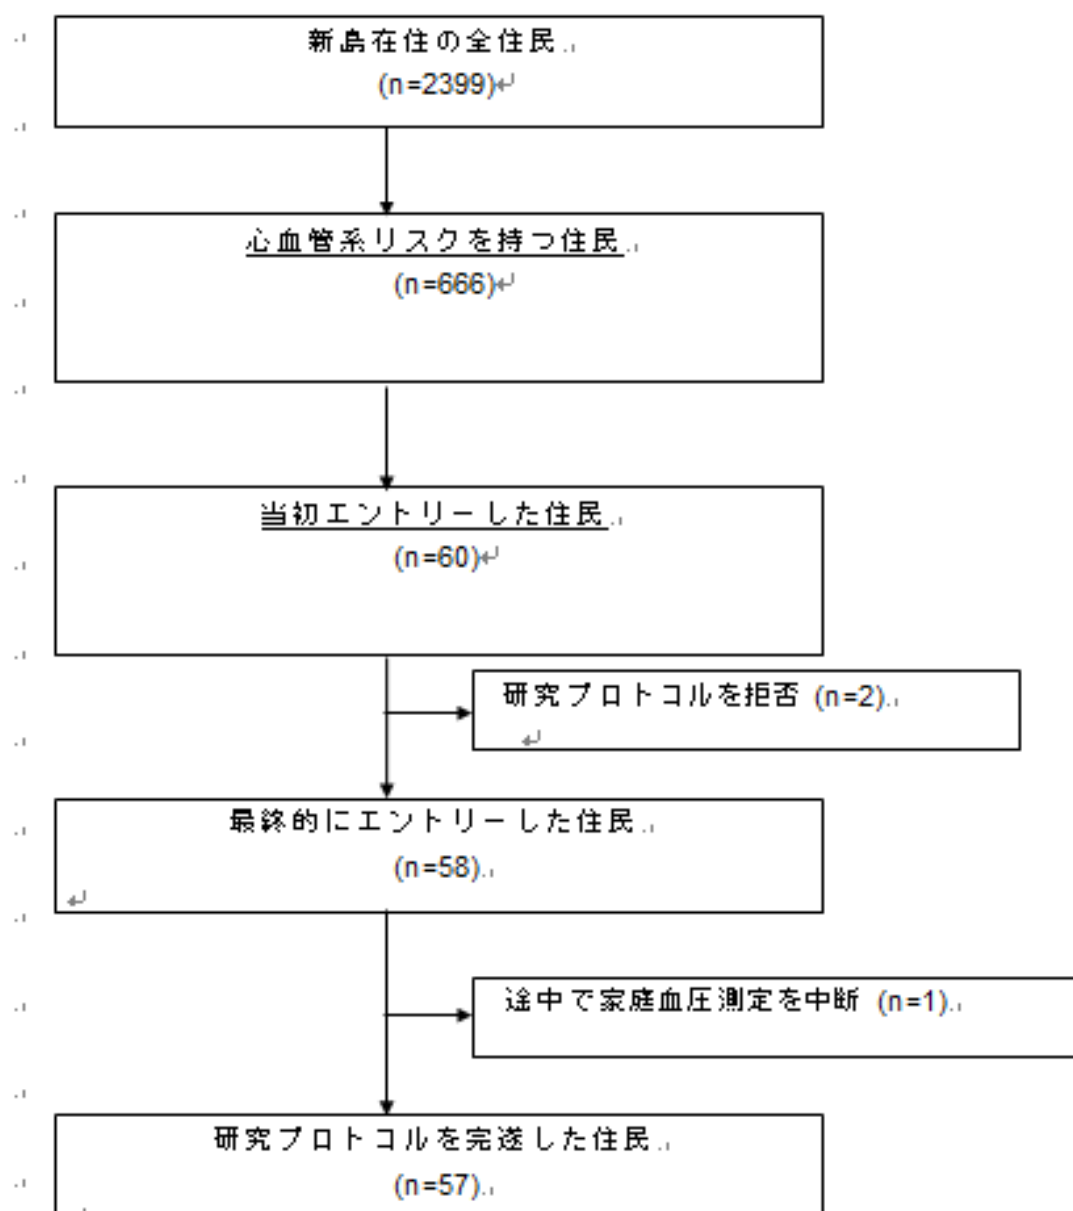 新島在住の全住民
(n=2399)
心血管系リスクを持つ住民
(n=666)
当初エントリーした住民
(n=60)
研究プロトコルを拒否 (n=2)
最終的にエントリーした住民
(n=58)
途中で家庭血圧測定を中断 (n=1)
研究プロトコルを完遂した住民
(n=57)